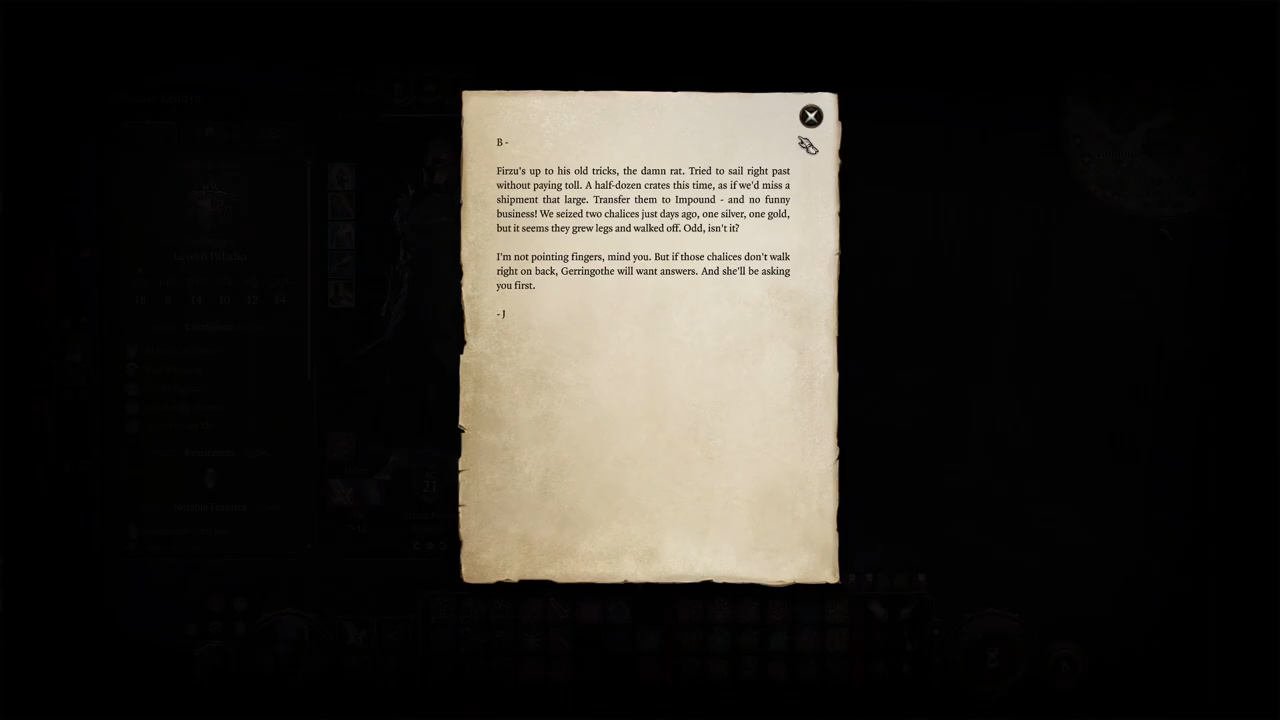 B -
Firzu's up to his old tricks, the damn rat. Tried to sail right past
without paying toll. A half-dozen crates this time, as if we'd miss a
shipment that large. Transfer them to Impound - and no funny
business! We seized two chalices just days ago, one silver, one gold,
but it seems they grew legs and walked off. Odd, isn't it?
I'm not pointing fingers, mind you. But if those chalices don't walk
right on back, Gerringothe will want answers. And she'll be asking
you first.
- J